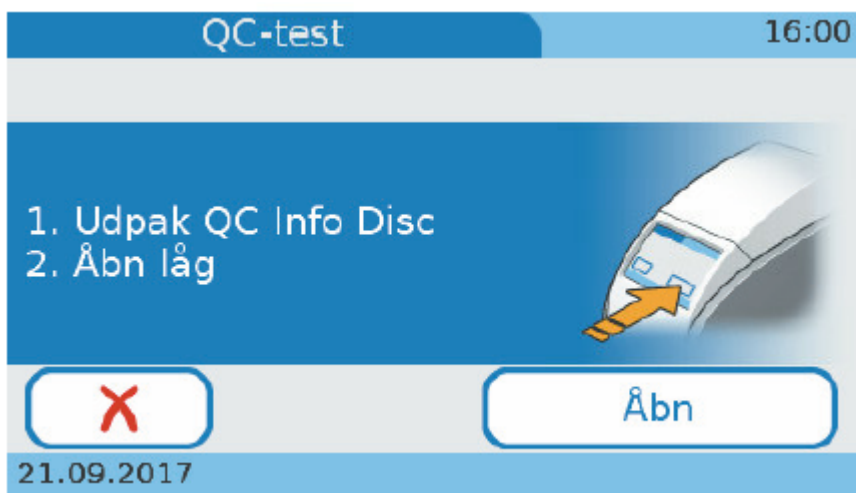 QC-test
16:00
1. Udpak QC Info Disc
2. Åbn låg
Åbn
21.09.2017